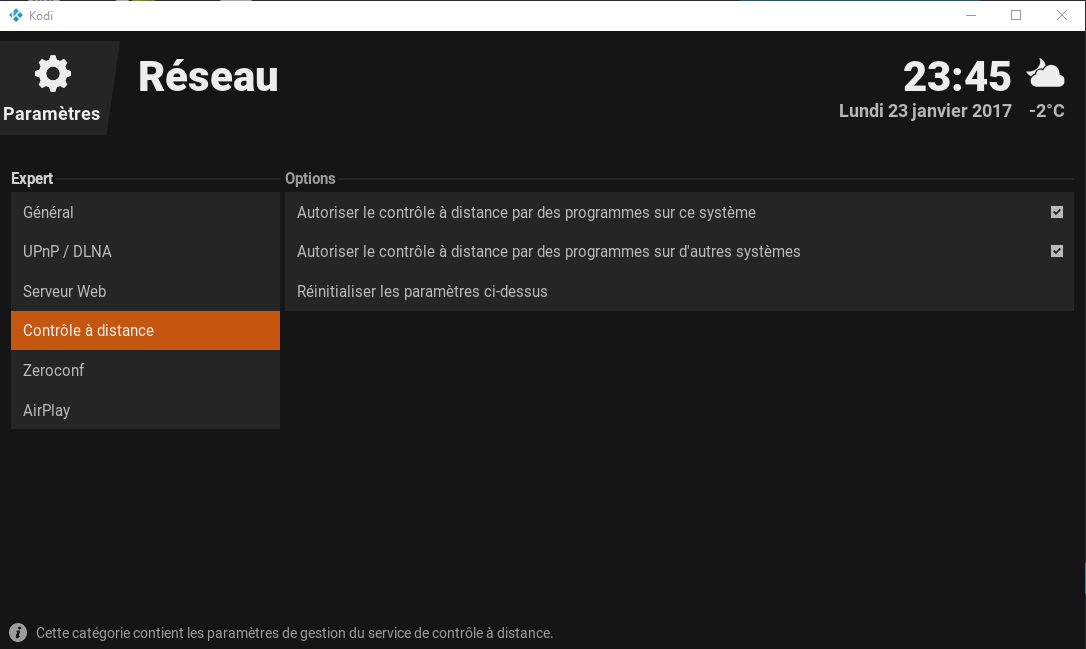 Kodi
Paramètres
Réseau
23:45
Lundi 23 janvier 2017 -2°C
Expert
Général
UPnP / DLNA
Serveur Web
Contrôle à distance
Zeroconf
AirPlay
Options
Autoriser le contrôle à distance par des programmes sur ce système
Autoriser le contrôle à distance par des programmes sur d'autres systèmes
Réinitialiser les paramètres ci-dessus
Cette catégorie contient les paramètres de gestion du service de contrôle à distance.